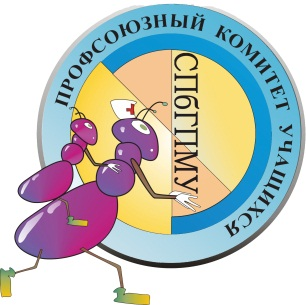 ПРОФСОЮЗНЫЙ КОМИТЕТ УЧАЩИХСЯ
СПбГПМУ